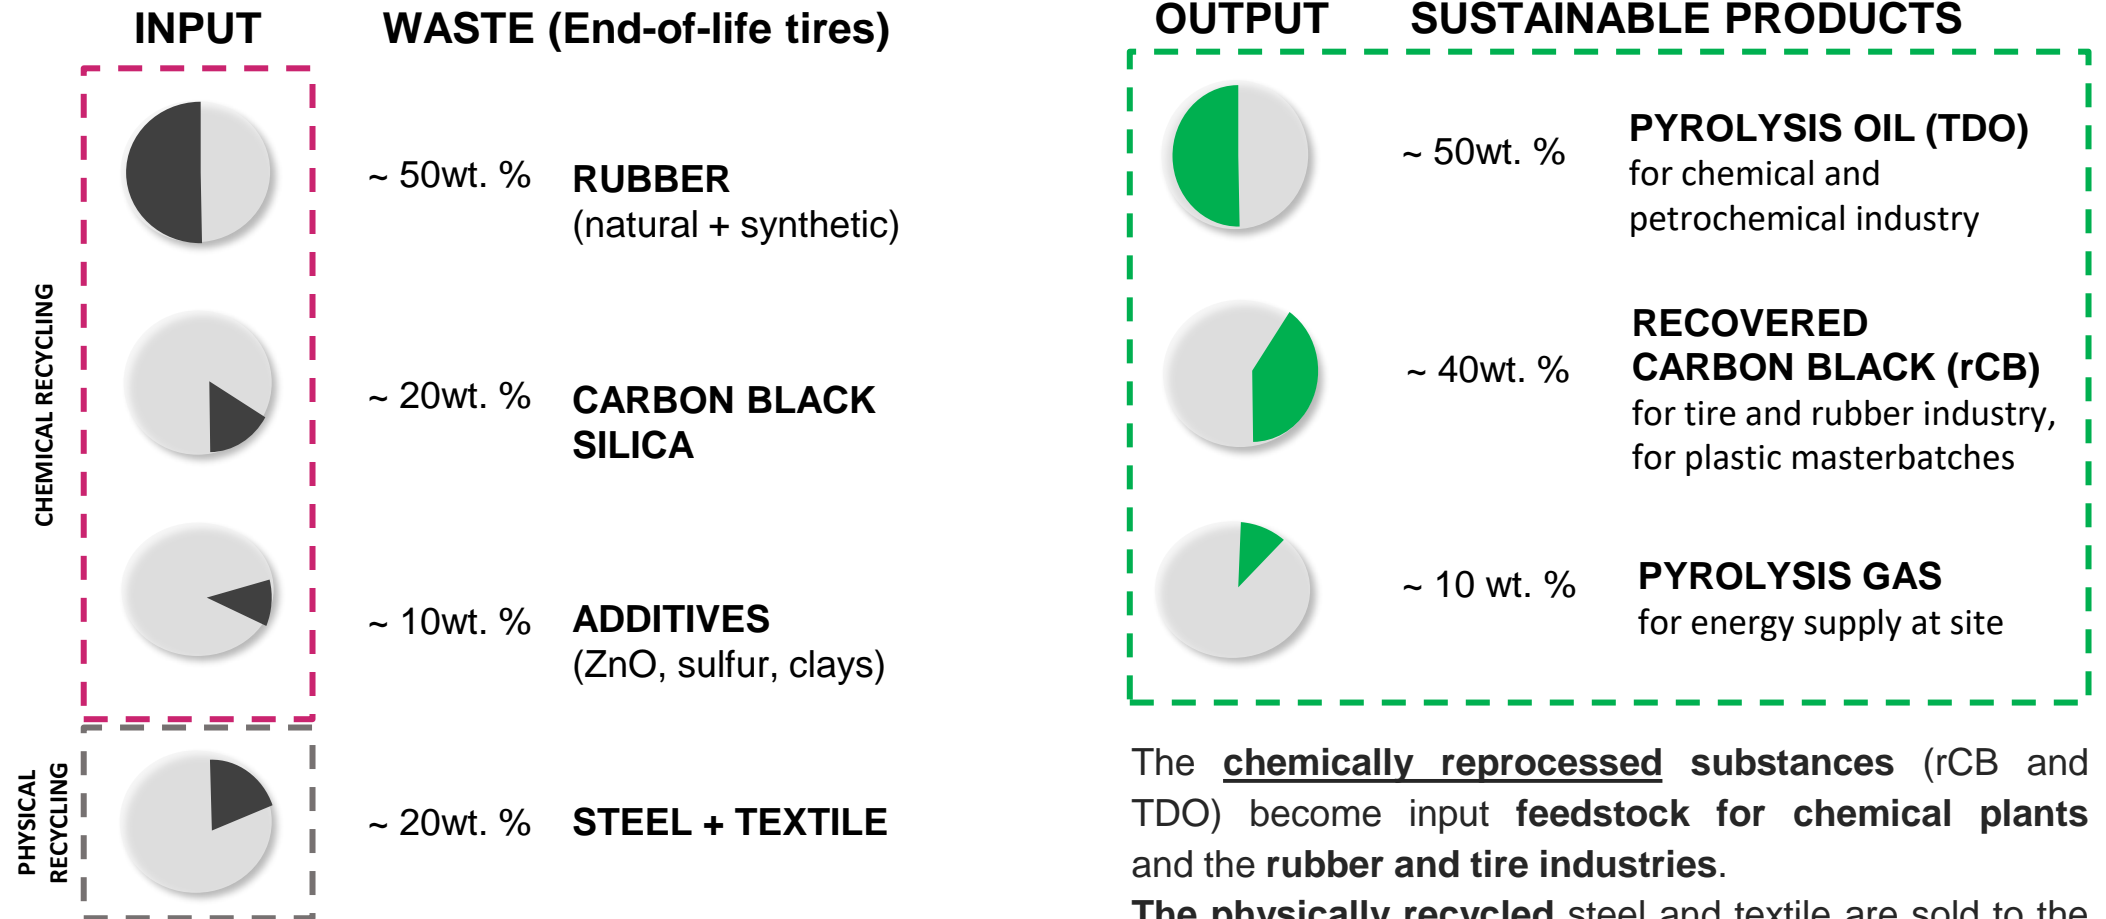 INPUT
WASTE (End-of-life tires)
CHEMICAL RECYCLING
~ 50wt. %
RUBBER
(natural + synthetic)
~ 20wt. %
CARBON BLACK
SILICA
~ 10wt. %
ADDITIVES
(ZnO, sulfur, clays)
PHYSICAL
RECYCLING
~ 20wt. %
STEEL + TEXTILE
OUTPUT
SUSTAINABLE PRODUCTS
~ 50wt. %
PYROLYSIS OIL (TDO)
for chemical and
petrochemical industry
~ 40wt. %
RECOVERED
CARBON BLACK (rCB)
for tire and rubber industry,
for plastic masterbatches
~ 10 wt. %
PYROLYSIS GAS
for energy supply at site
The chemically reprocessed substances (rCB and
TDO) become input feedstock for chemical plants
and the rubber and tire industries.
The physically recycled steel and textile are sold to the